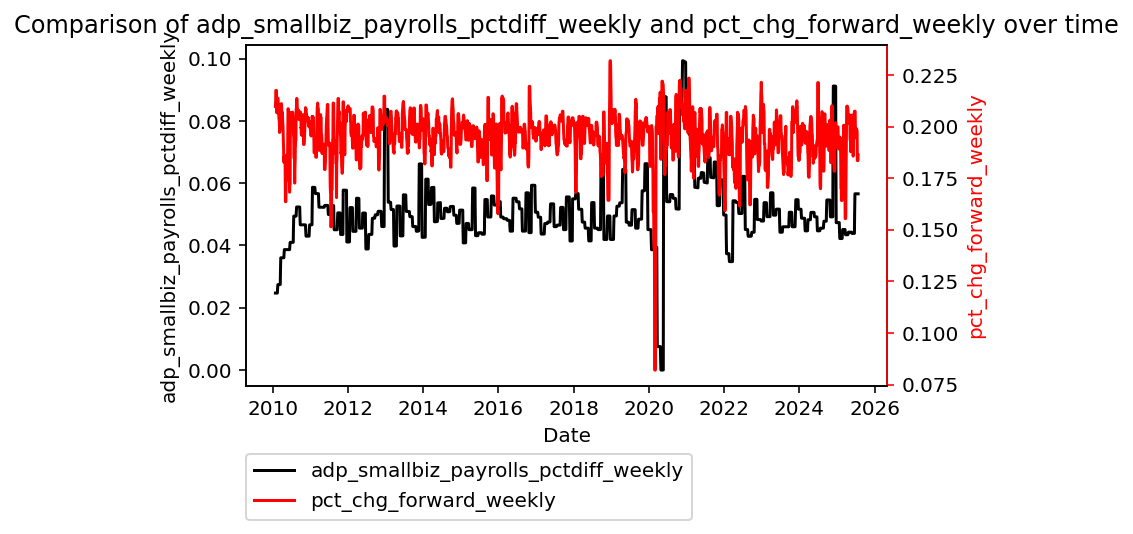 Comparison of adp_smallbiz_payrolls_pctdiff_weekly and pct_chg_forward_weekly over time
adp_smallbiz_payrolls_pctdiff_weekly
0.10
0.08
0.06
0.04
0.02
0.00
0.225
0.200
0.175
0.150
0.125
0.100
0.075
pct_chg_forward_weekly
2010 2012 2014 2016 2018 2020 2022 2024 2026
Date
adp_smallbiz_payrolls_pctdiff_weekly
pct_chg_forward_weekly